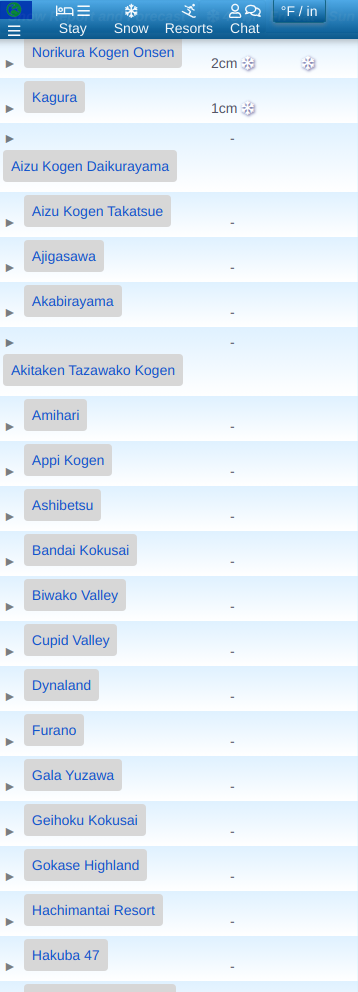 Stay Snow Resorts Chat °F / in
Norikura Kogen Onsen 2cm
Kagura 1cm
-
Aizu Kogen Daikurayama
Aizu Kogen Takatsue -
Ajigasawa -
Akabirayama -
-
Akitaken Tazawako Kogen
Amihari -
Appi Kogen -
Ashibetsu -
Bandai Kokusai -
Biwako Valley -
Cupid Valley -
Dynaland -
Furano -
Gala Yuzawa -
Geihoku Kokusai -
Gokase Highland -
Hachimantai Resort -
Hakuba 47 -